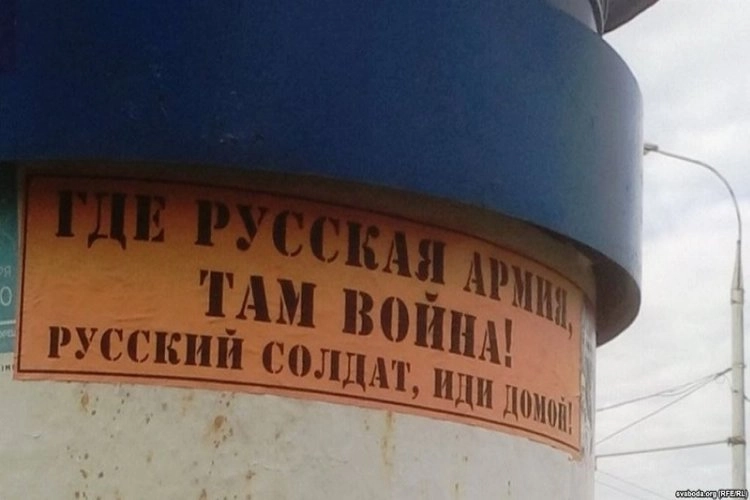 ГДЕ РУССКАЯ АРМИЯ,
ТАМ ВОЙНА!
РУССКИЙ СОЛДАТ, ИДИ ДОМОЙ!
svaboda.org (RFE/RL)